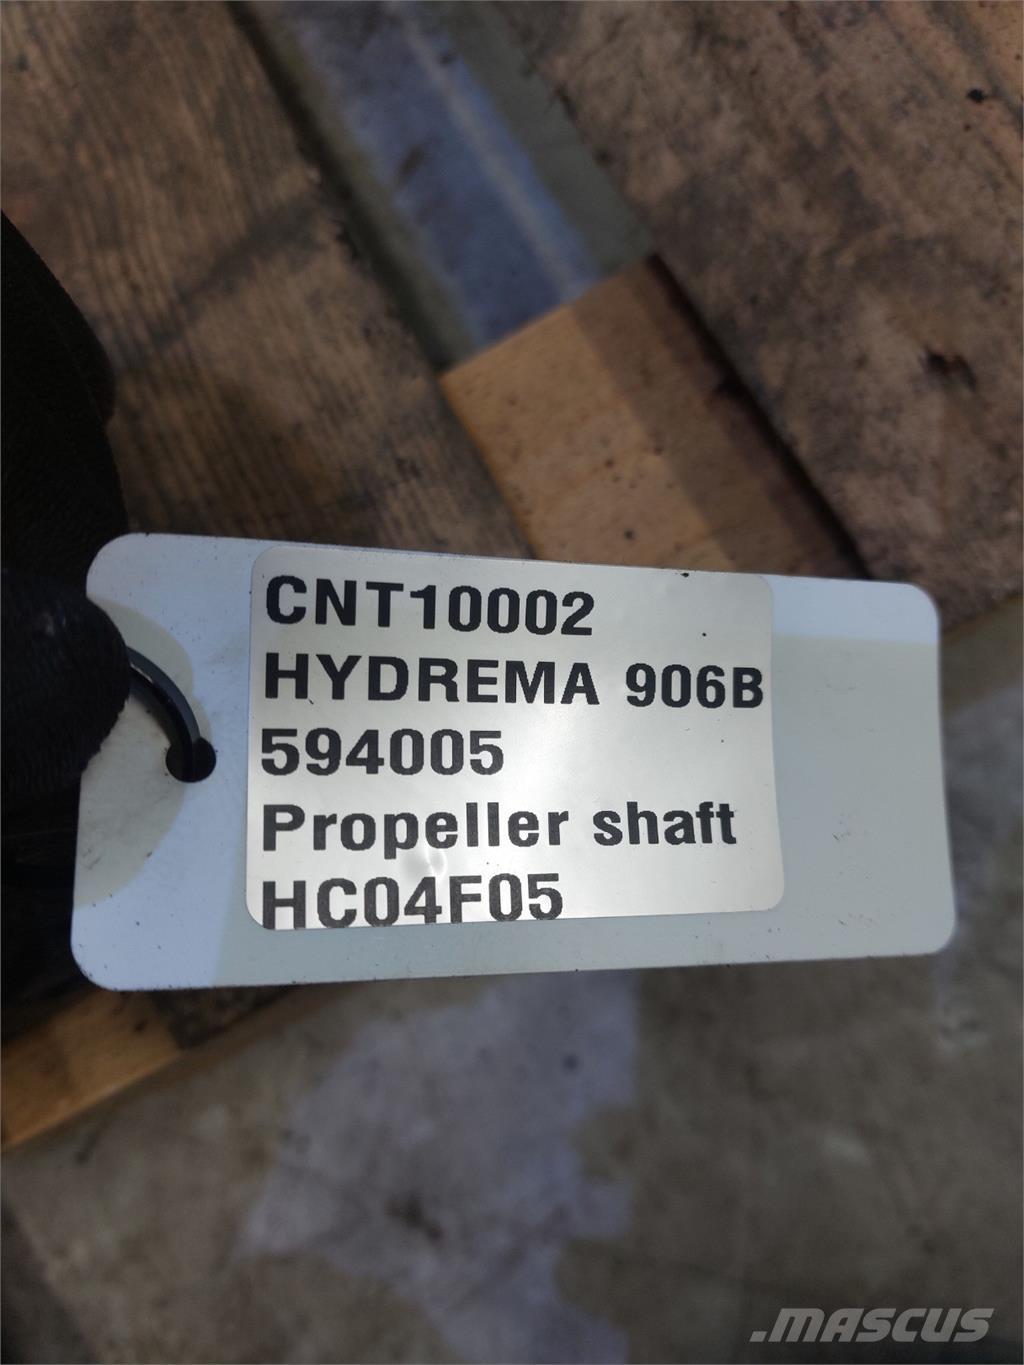 CNT10002
HYDREMA 906B
594005
Propeller shaft
HC04F05
.MASCUS